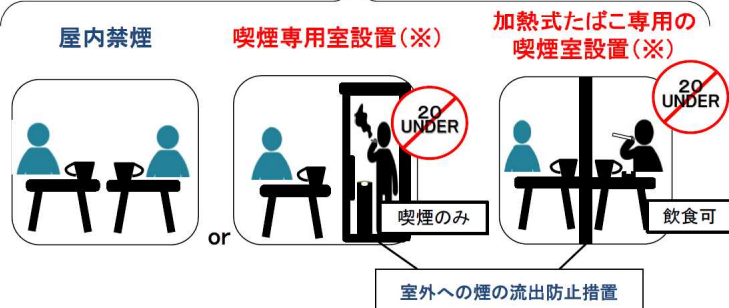 屋内禁煙
喫煙専用室設置(※)
加熱式たばこ専用の
喫煙室設置(※)
20
UNDER
20
UNDER
喫煙のみ
飲食可
or
室外への煙の流出防止措置